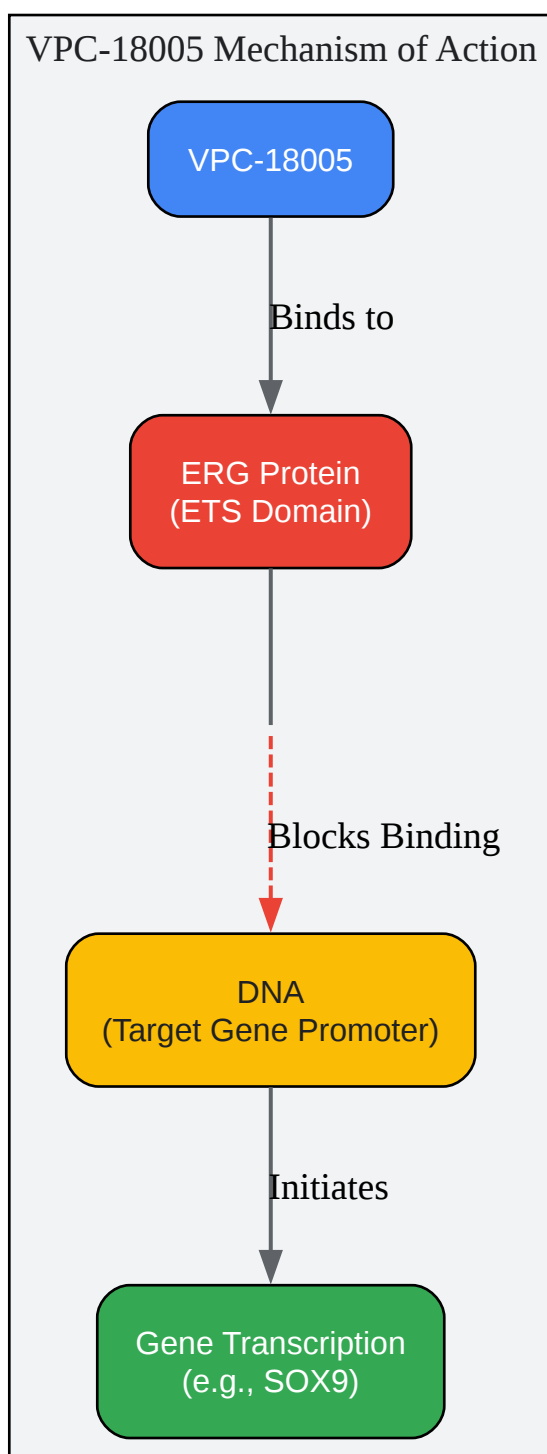 VPC-18005 Mechanism of Action
VPC-18005
Binds to
ERG Protein
(ETS Domain)
Blocks Binding
DNA
(Target Gene Promoter)
Initiates
Gene Transcription
(e.g., SOX9)